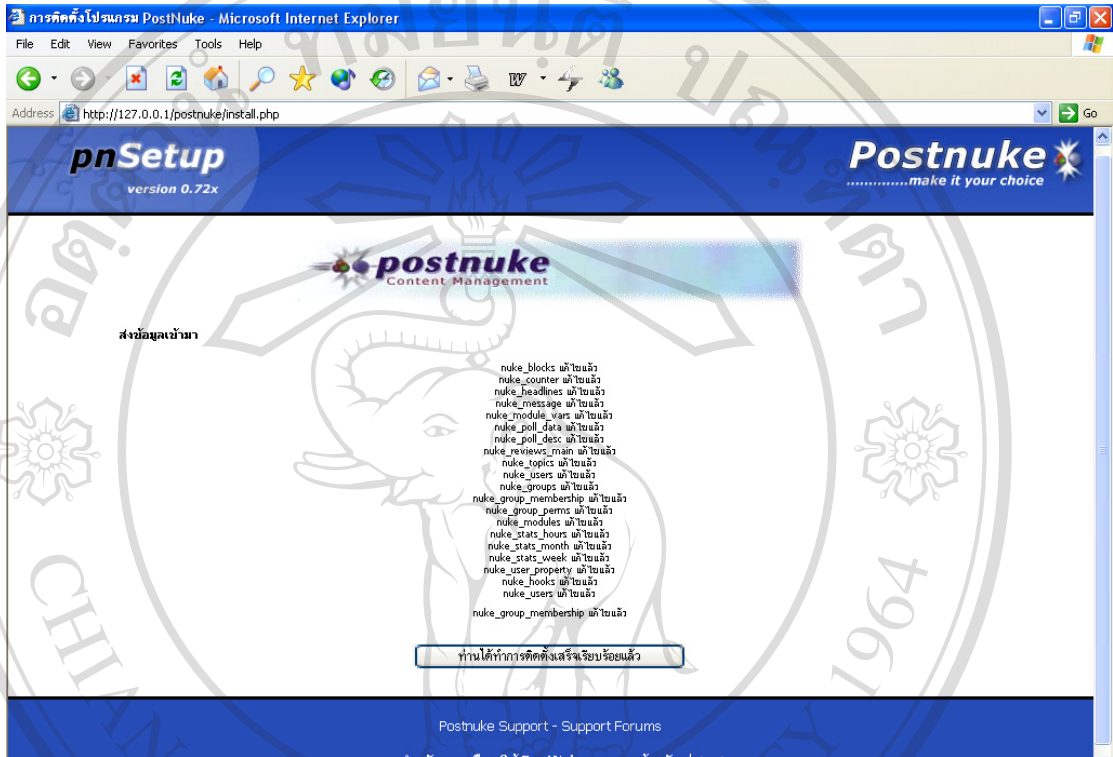 การติดตั้งโปรแกรม PostNuke - Microsoft Internet Explorer
File Edit View Favorites Tools Help
Address http://127.0.0.1/postnuke/install.php Go
pnSetup
version 0.72x
Postnuke
..............make it your choice
postnuke
Content Management
ส่งข้อมูลเข้ามา
nuke_blocks แก้ไขแล้ว
nuke_counter แก้ไขแล้ว
nuke_headlines แก้ไขแล้ว
nuke_message แก้ไขแล้ว
nuke_module_vars แก้ไขแล้ว
nuke_poll_data แก้ไขแล้ว
nuke_poll_desc แก้ไขแล้ว
nuke_reviews_main แก้ไขแล้ว
nuke_topics แก้ไขแล้ว
nuke_users แก้ไขแล้ว
nuke_groups แก้ไขแล้ว
nuke_group_membership แก้ไขแล้ว
nuke_group_perms แก้ไขแล้ว
nuke_modules แก้ไขแล้ว
nuke_stats_hours แก้ไขแล้ว
nuke_stats_month แก้ไขแล้ว
nuke_stats_week แก้ไขแล้ว
nuke_user_property แก้ไขแล้ว
nuke_hooks แก้ไขแล้ว
nuke_users แก้ไขแล้ว
nuke_group_membership แก้ไขแล้ว
ท่านได้ทำการติดตั้งเสร็จเรียบร้อยแล้ว
Postnuke Support - Support Forums
1964